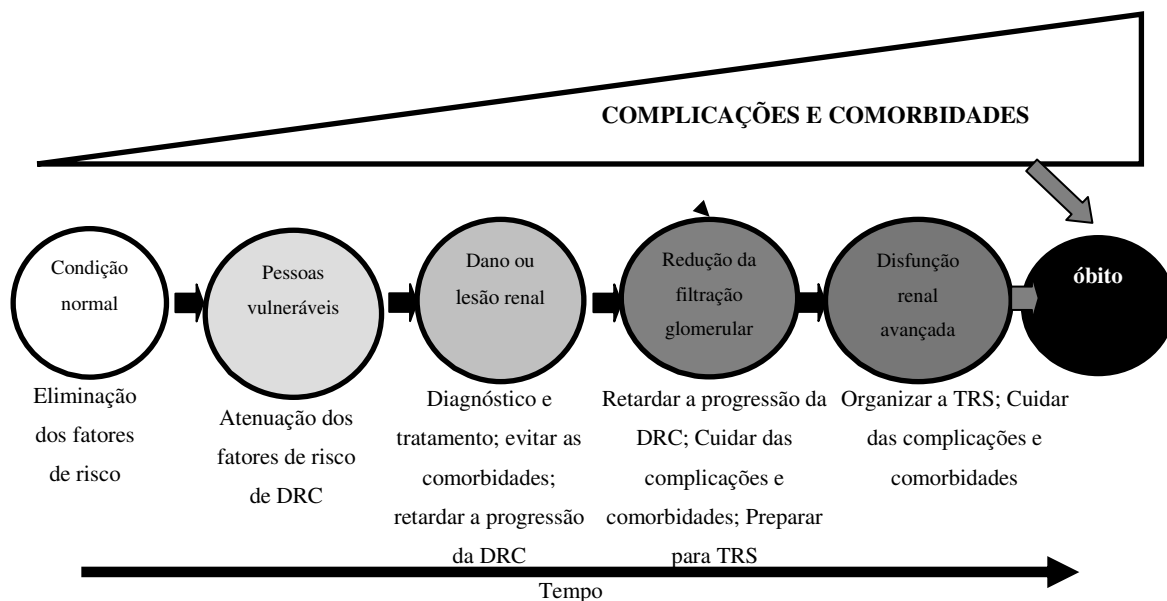 COMPLICAÇÕES E COMORBIDADES
Condição
normal
Pessoas
vulneráveis
Dano ou
lesão renal
Redução da
filtração
glomerular
Disfunção
renal
avançada
óbito
Eliminação
dos fatores
de risco
Atenuação dos
fatores de risco
de DRC
Diagnóstico e
tratamento; evitar as
comorbidades;
retardar a progressão
da DRC
Retardar a progressão da
DRC; Cuidar das
complicações e
comorbidades; Preparar
para TRS
Organizar a TRS; Cuidar
das complicações e
comorbidades
Tempo